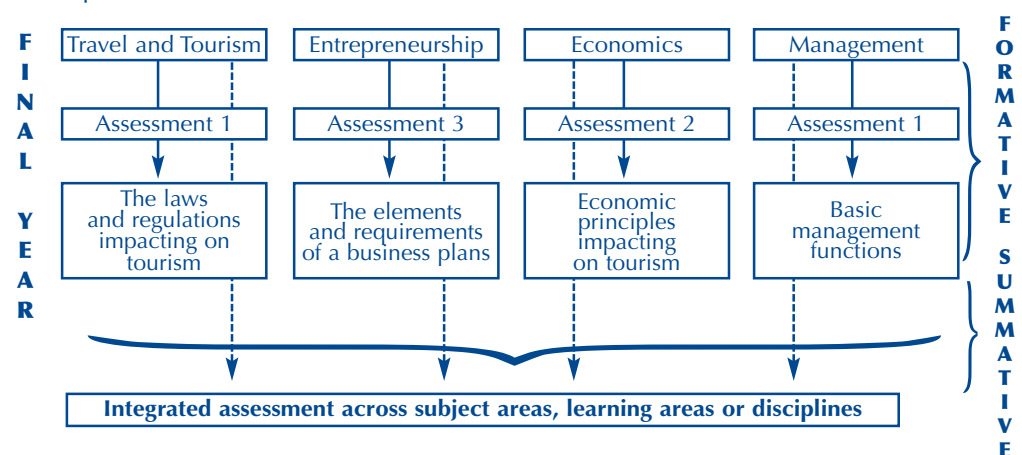 FINAL YEAR
Travel and Tourism
Entrepreneurship
Economics
Management
Assessment 1
Assessment 3
Assessment 2
Assessment 1
The laws
and regulations
impacting on
tourism
The elements
and requirements
of a business plans
Economic
principles
impacting
on tourism
Basic
management
functions
Integrated assessment across subject areas, learning areas or disciplines
FORMATIVE
SUMMATIVE